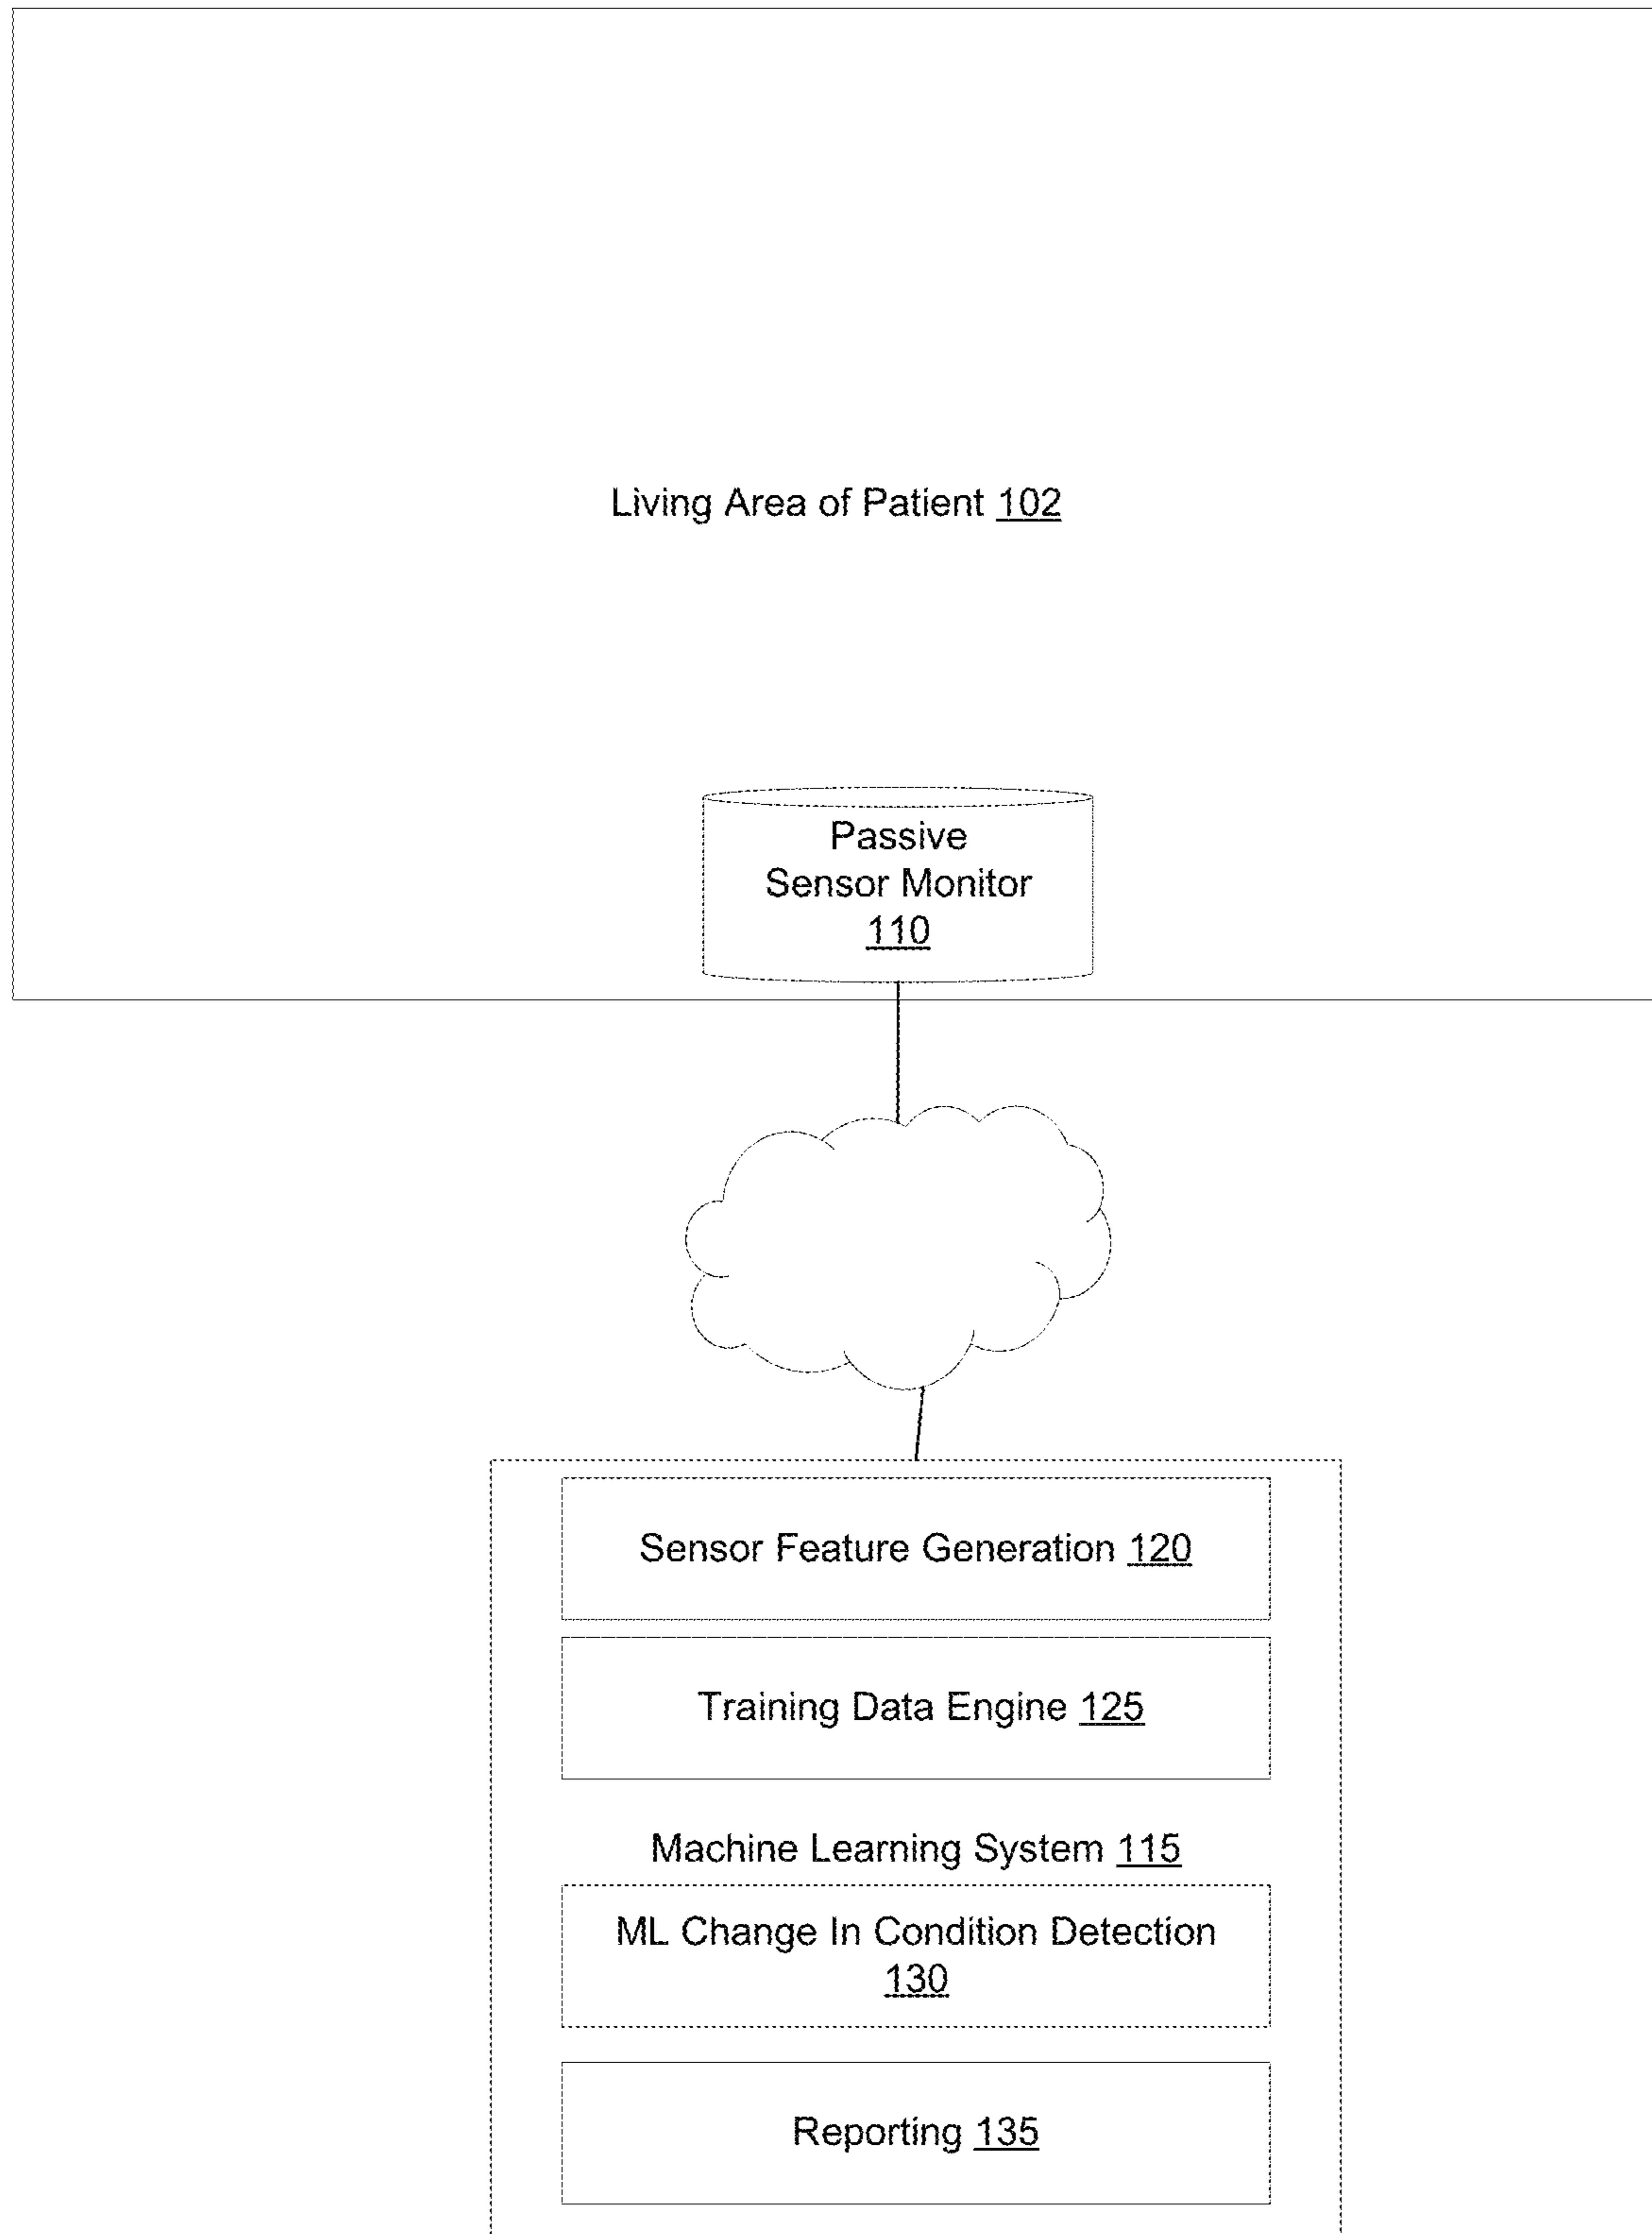 Living Area of Patient 102
Passive
Sensor Monitor
110
Sensor Feature Generation 120
Training Data Engine 125
Machine Learning System 115
ML Change In Condition Detection
130
Reporting 135